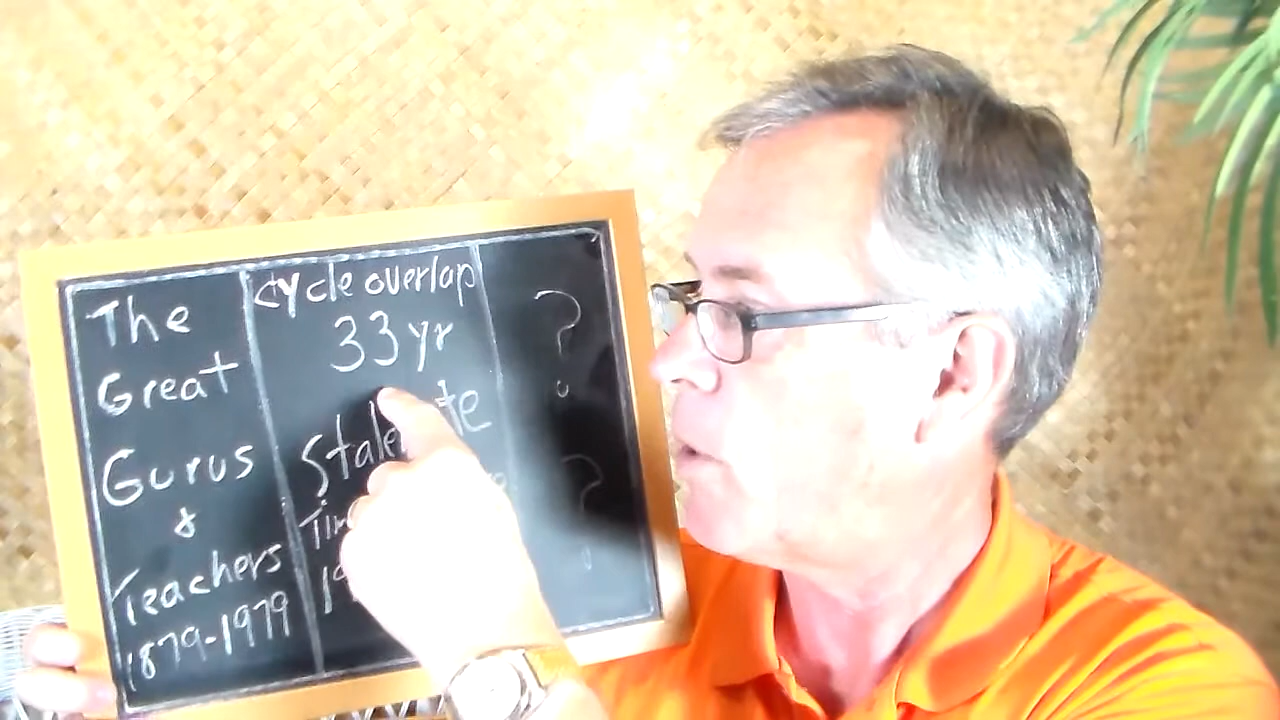 The
Great
Gurus
&
Teachers
1879-1979
cycle overlap
33 yr
?
?